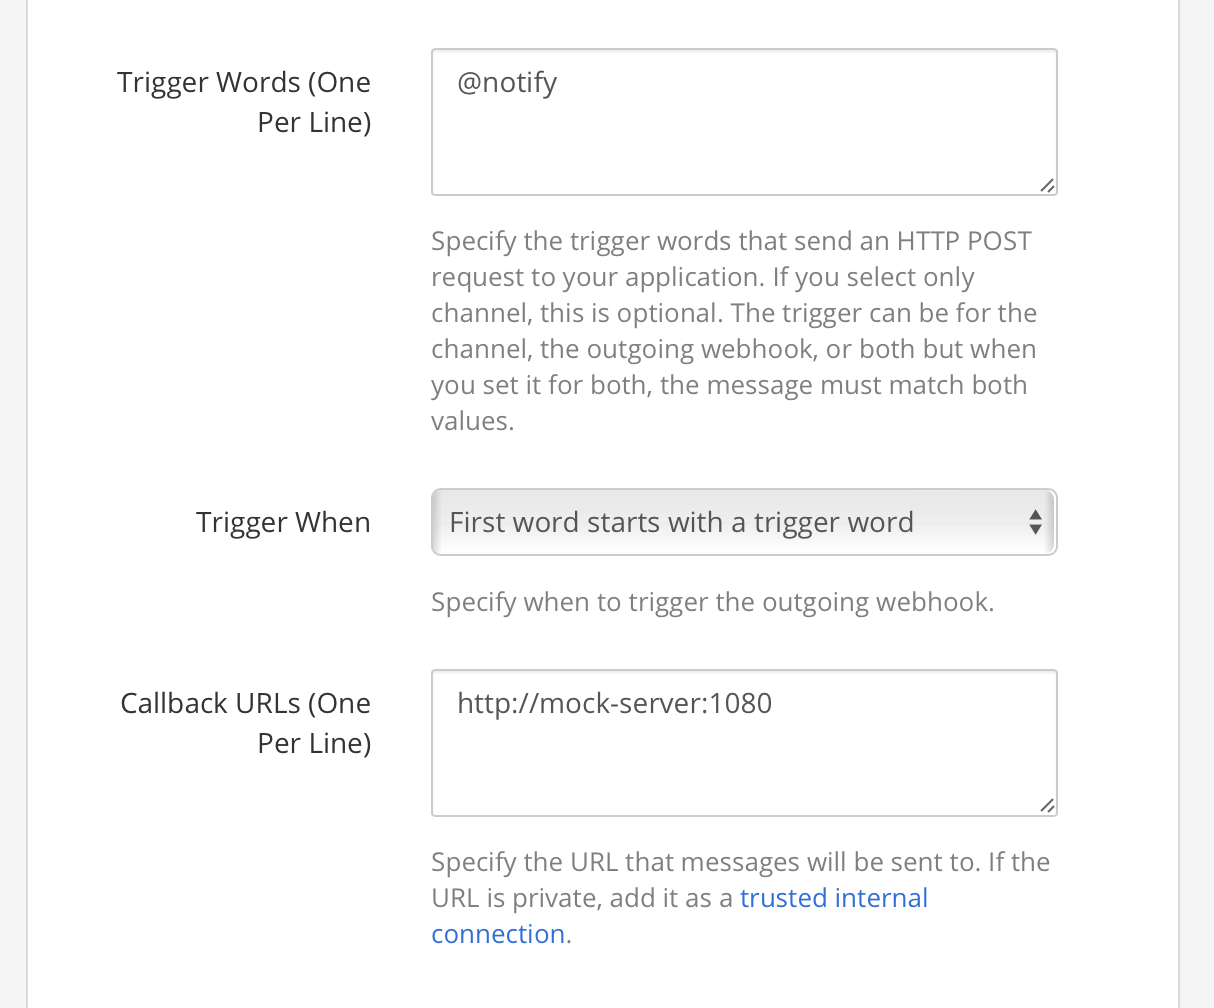 Trigger Words (One
Per Line)
@notify
Specify the trigger words that send an HTTP POST
request to your application. If you select only
channel, this is optional. The trigger can be for the
channel, the outgoing webhook, or both but when
you set it for both, the message must match both
values.
Trigger When
First word starts with a trigger word
Specify when to trigger the outgoing webhook.
Callback URLs (One
Per Line)
http://mock-server:1080
Specify the URL that messages will be sent to. If the
URL is private, add it as a trusted internal
connection.